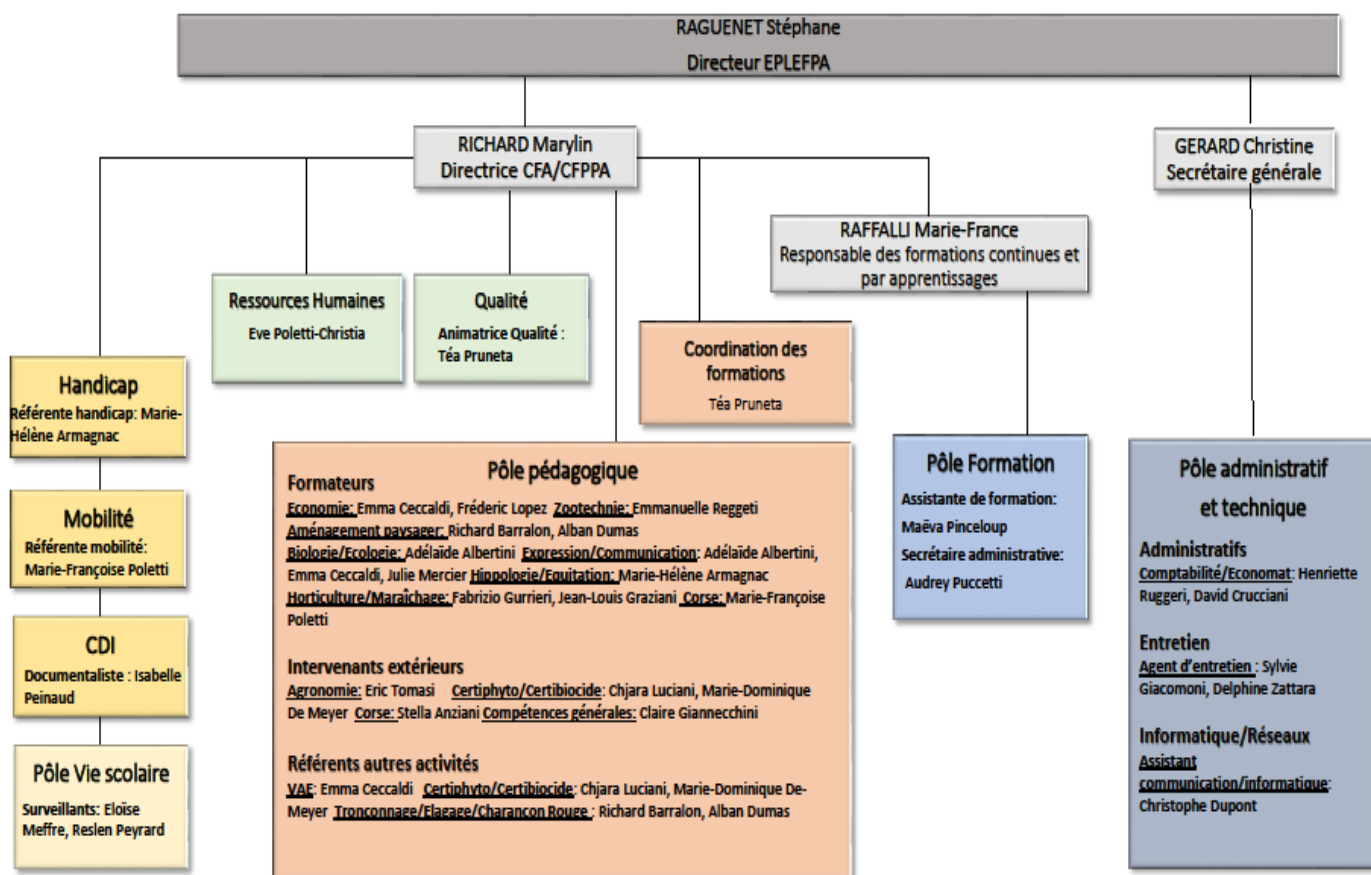 RAGUENET Stéphane
Directeur EPLEFPA
RICHARD Marylin
Directrice CFA/CFPPA
GERARD Christine
Secrétaire générale
RAFFALLI Marie-France
Responsable des formations continues et
par apprentissages
Ressources Humaines
Eve Poletti-Christia
Qualité
Animatrice Qualité :
Téa Pruneta
Coordination des
formations
Téa Pruneta
Handicap
Référente handicap: Marie-
Hélène Armagnac
Mobilité
Référente mobilité:
Marie-Françoise Poletti
CDI
Documentaliste : Isabelle
Peinaud
Pôle Vie scolaire
Surveillants: Eloïse
Meffre, Reslen Peyrard
Pôle pédagogique
Formateurs
Economie: Emma Ceccaldi, Fréderic Lopez Zootechnie: Emmanuelle Reggeti
Aménagement paysager: Richard Barralon, Alban Dumas
Biologie/Ecologie: Adélaïde Albertini Expression/Communication: Adélaïde Albertini,
Emma Ceccaldi, Julie Mercier Hippologie/Equitation: Marie-Hélène Armagnac
Horticulture/Maraîchage: Fabrizio Gurrieri, Jean-Louis Graziani Corse: Marie-Françoise
Poletti
Intervenants extérieurs
Agronomie: Eric Tomasi Certiphyto/Certibiocide: Chjara Luciani, Marie-Dominique
De Meyer Corse: Stella Anziani Compétences générales: Claire Giannecchini
Référents autres activités
VAE: Emma Ceccaldi Certiphyto/Certibiocide: Chjara Luciani, Marie-Dominique De-
Meyer Tronçonnage/Elagage/Charançon Rouge : Richard Barralon, Alban Dumas
Pôle Formation
Assistante de formation:
Maëva Pinceloup
Secrétaire administrative:
Audrey Puccetti
Pôle administratif
et technique
Administratifs
Comptabilité/Economat: Henriette
Ruggeri, David Crucciani
Entretien
Agent d'entretien : Sylvie
Giacomoni, Delphine Zattara
Informatique/Réseaux
Assistant
communication/informatique:
Christophe Dupont